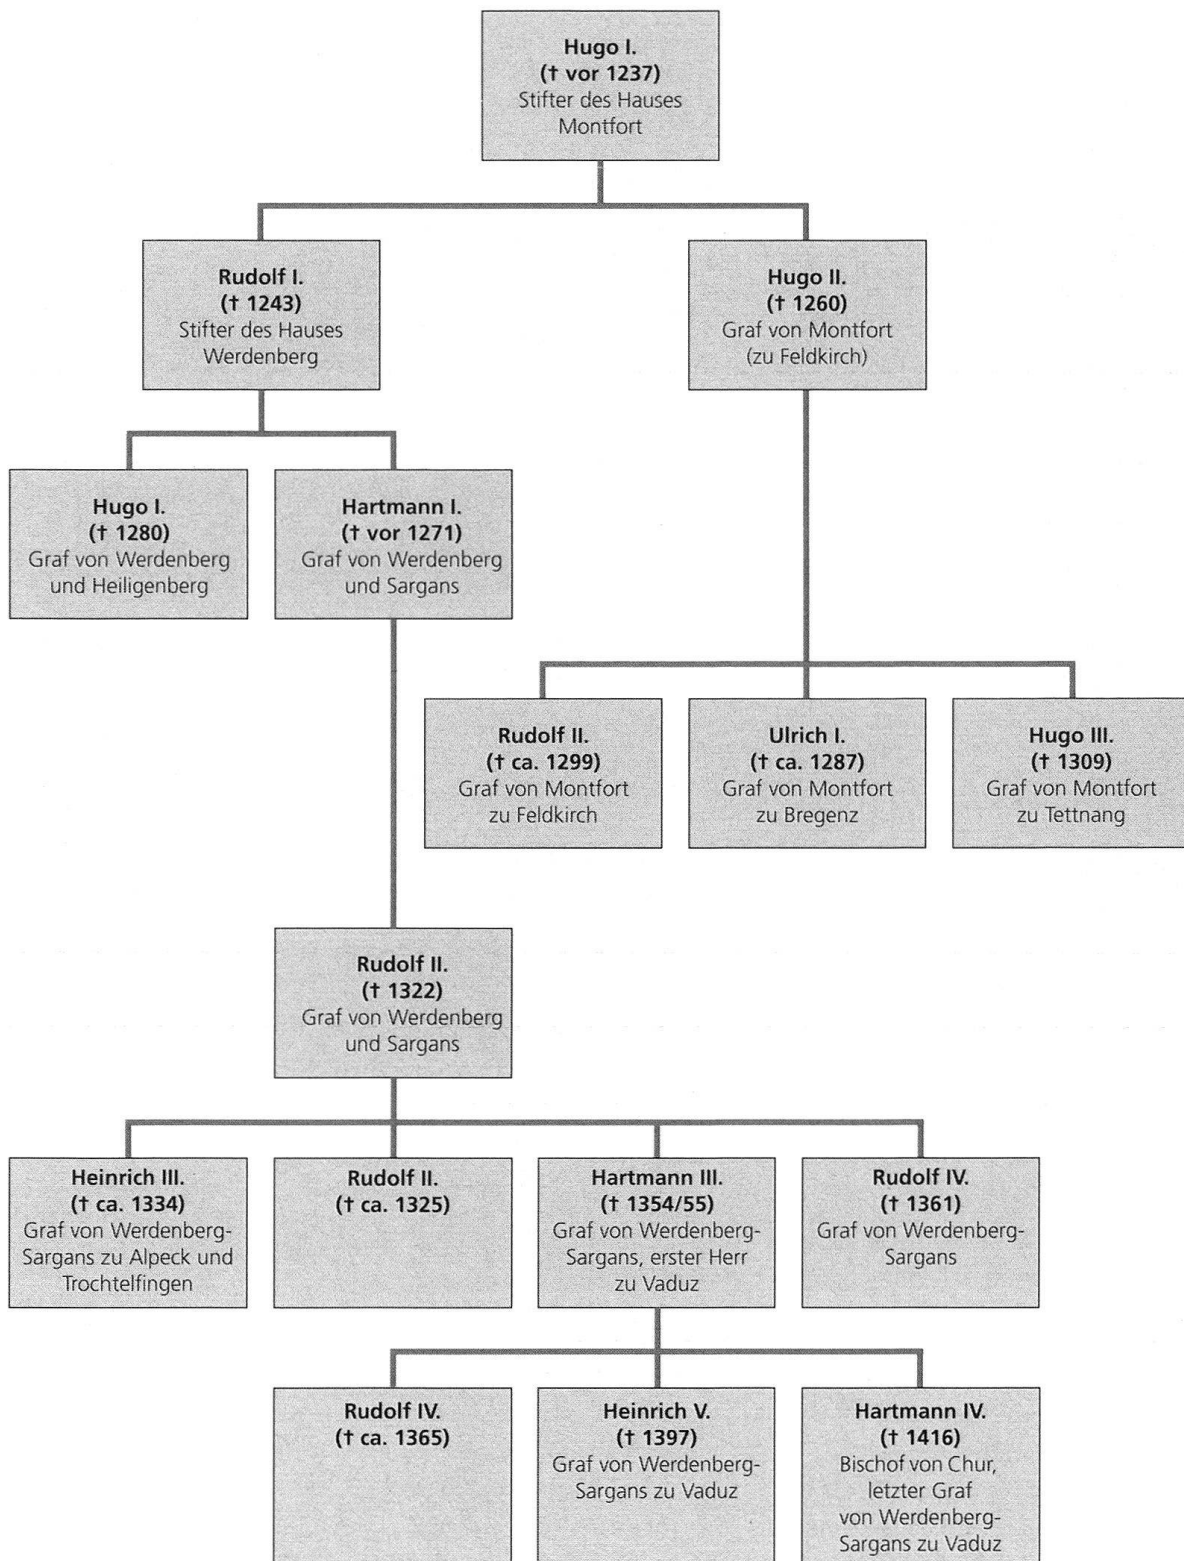 Hugo I.
(† vor 1237)
Stifter des Hauses
Montfort
Rudolf I.
(† 1243)
Stifter des Hauses
Werdenberg
Hugo II.
(† 1260)
Graf von Montfort
(zu Feldkirch)
Hugo I.
(† 1280)
Graf von Werdenberg
und Heiligenberg
Hartmann I.
(† vor 1271)
Graf von Werdenberg
und Sargans
Rudolf II.
(† ca. 1299)
Graf von Montfort
zu Feldkirch
Ulrich I.
(† ca. 1287)
Graf von Montfort
zu Bregenz
Hugo III.
(† 1309)
Graf von Montfort
zu Tettnang
Rudolf II.
(† 1322)
Graf von Werdenberg
und Sargans
Heinrich III.
(† ca. 1334)
Graf von Werdenberg-
Sargans zu Alpeck und
Trochtelfingen
Rudolf II.
(† ca. 1325)
Hartmann III.
(† 1354/55)
Graf von Werdenberg-
Sargans, erster Herr
zu Vaduz
Rudolf IV.
(† 1361)
Graf von Werdenberg-
Sargans
Rudolf IV.
(† ca. 1365)
Heinrich V.
(† 1397)
Graf von Werdenberg-
Sargans zu Vaduz
Hartmann IV.
(† 1416)
Bischof von Chur,
letzter Graf
von Werdenberg-
Sargans zu Vaduz